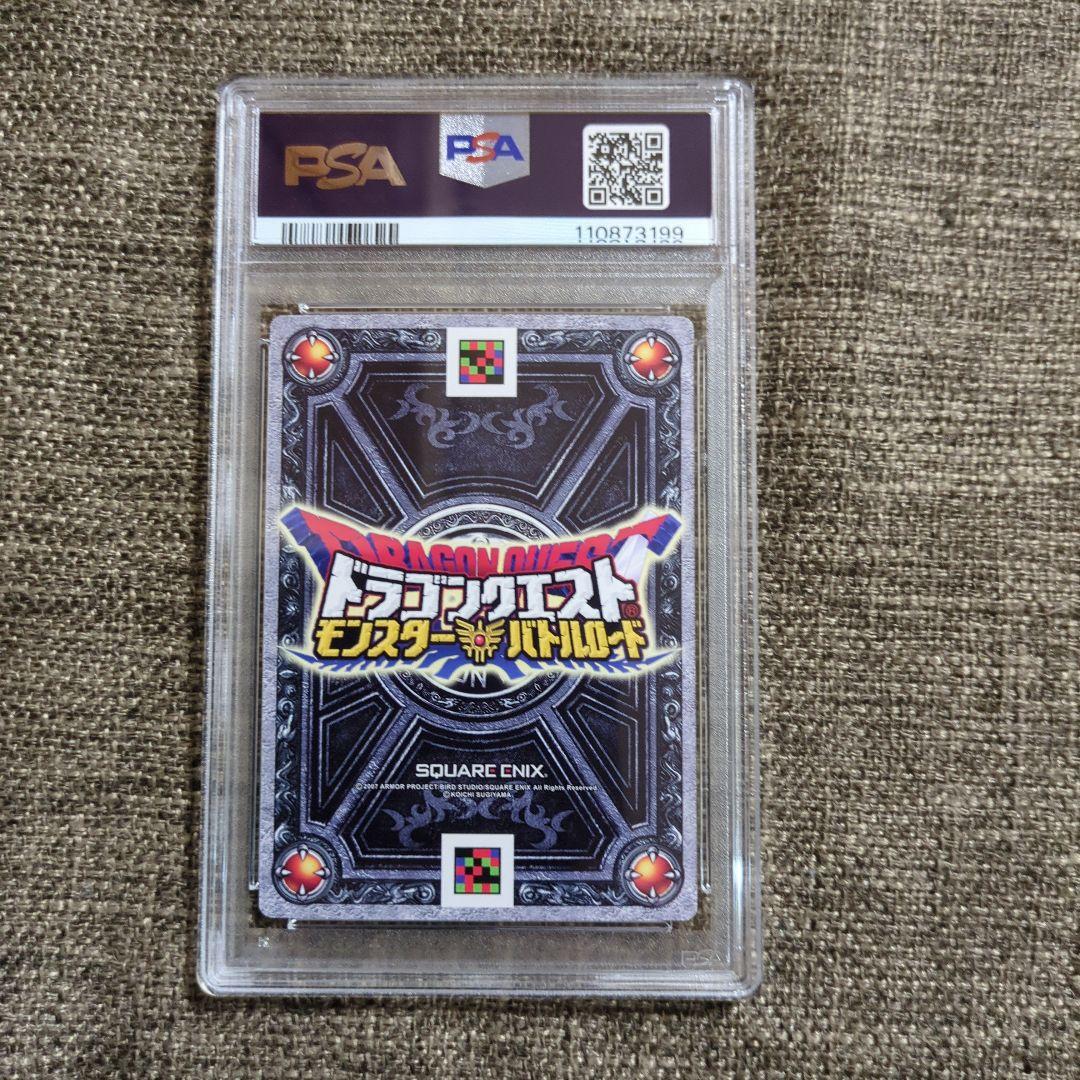 PSA
PSA
110873199
DRAGON QUEST
ドラゴンクエスト®
モンスターバトルロード
SQUARE ENIX®
©2007 ARMOR PROJECT/BIRD STUDIO/SQUARE ENIX All Rights Reserved
©KOICHI SUGIYAMA
PSA